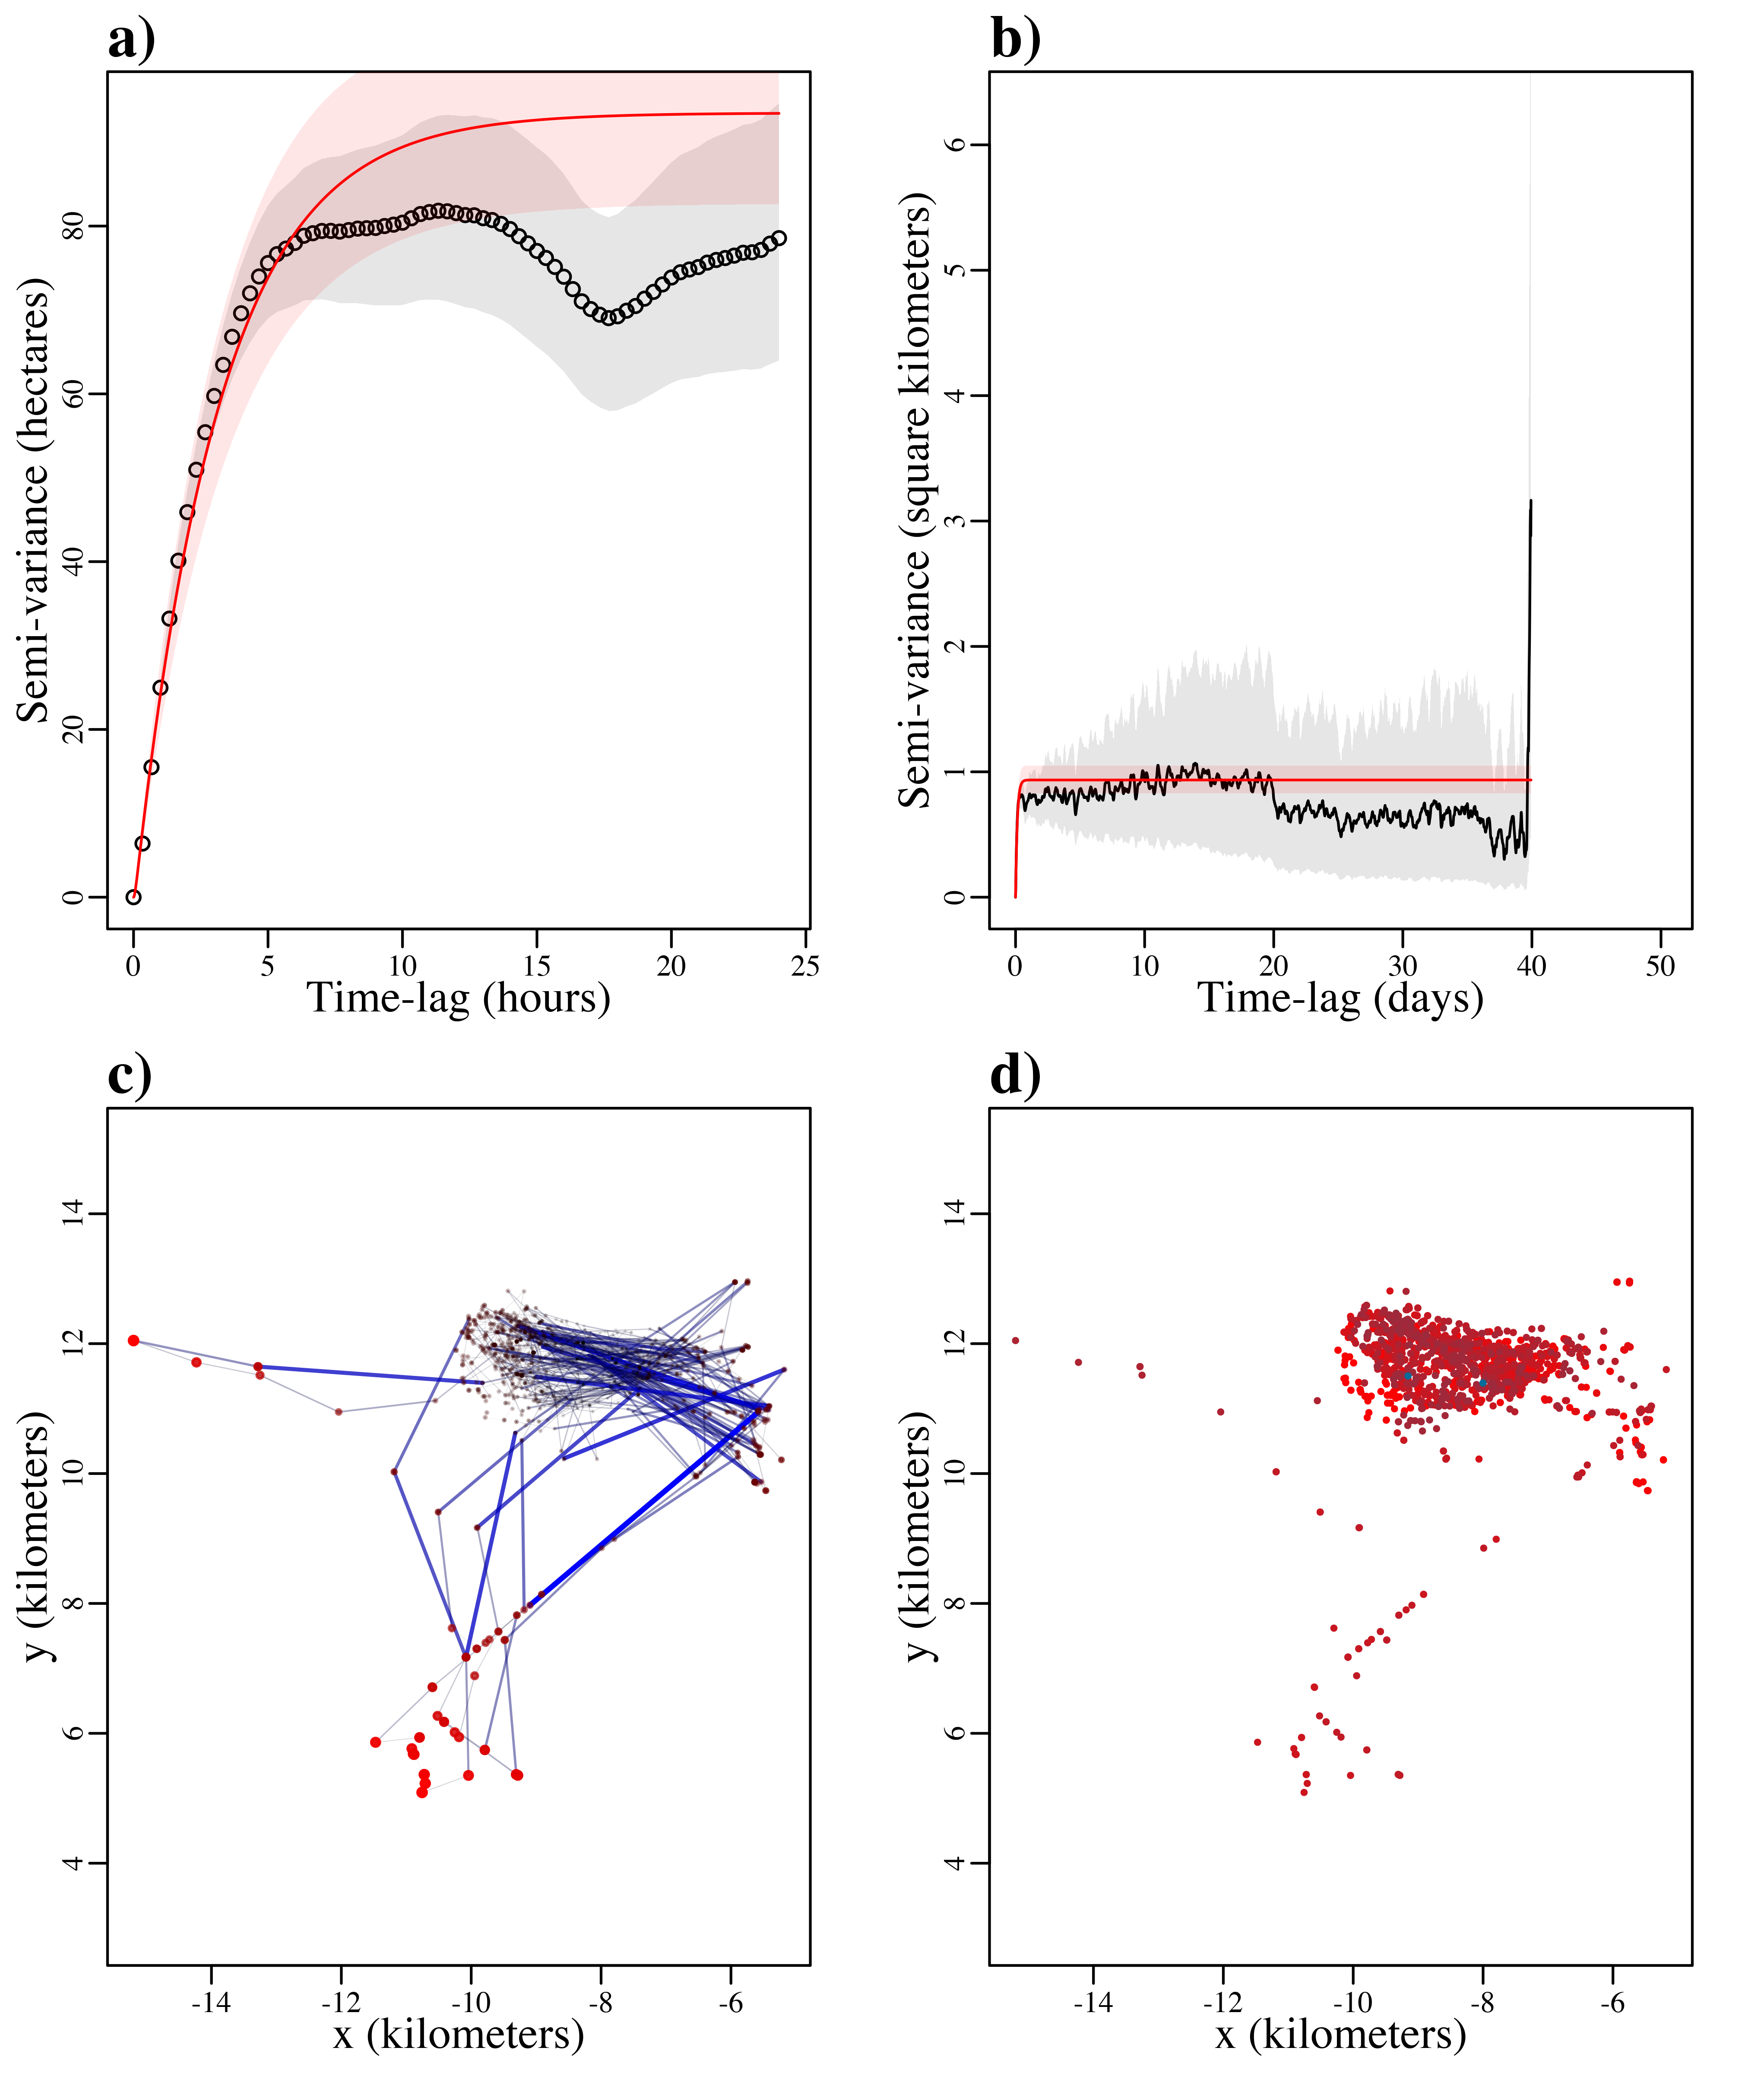 a)
Semi-variance (hectares)
0 20 40 60 80
0 5 10 15 20 25
Time-lag (hours)
b)
Semi-variance (square kilometers)
0 1 2 3 4 5 6
0 10 20 30 40 50
Time-lag (days)
c)
y (kilometers)
4 6 8 10 12 14
-14 -12 -10 -8 -6
x (kilometers)
d)
y (kilometers)
4 6 8 10 12 14
-14 -12 -10 -8 -6
x (kilometers)